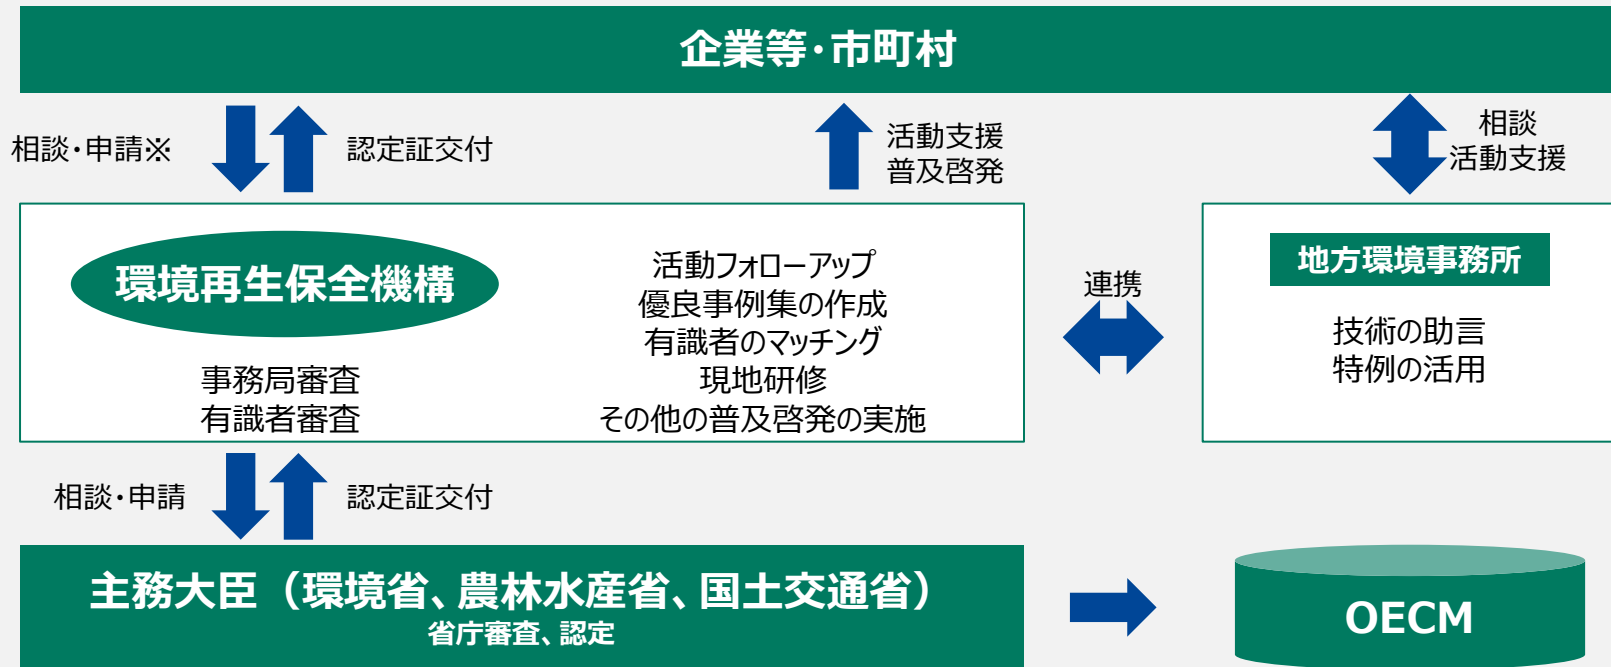 企業等・市町村
相談・申請※
認定証交付
活動支援
普及啓発
相談
活動支援
環境再生保全機構
事務局審査
有識者審査
活動フォローアップ
優良事例集の作成
有識者のマッチング
現地研修
その他の普及啓発の実施
連携
地方環境事務所
技術の助言
特例の活用
相談・申請
認定証交付
主務大臣（環境省、農林水産省、国土交通省）
省庁審査、認定
OECM